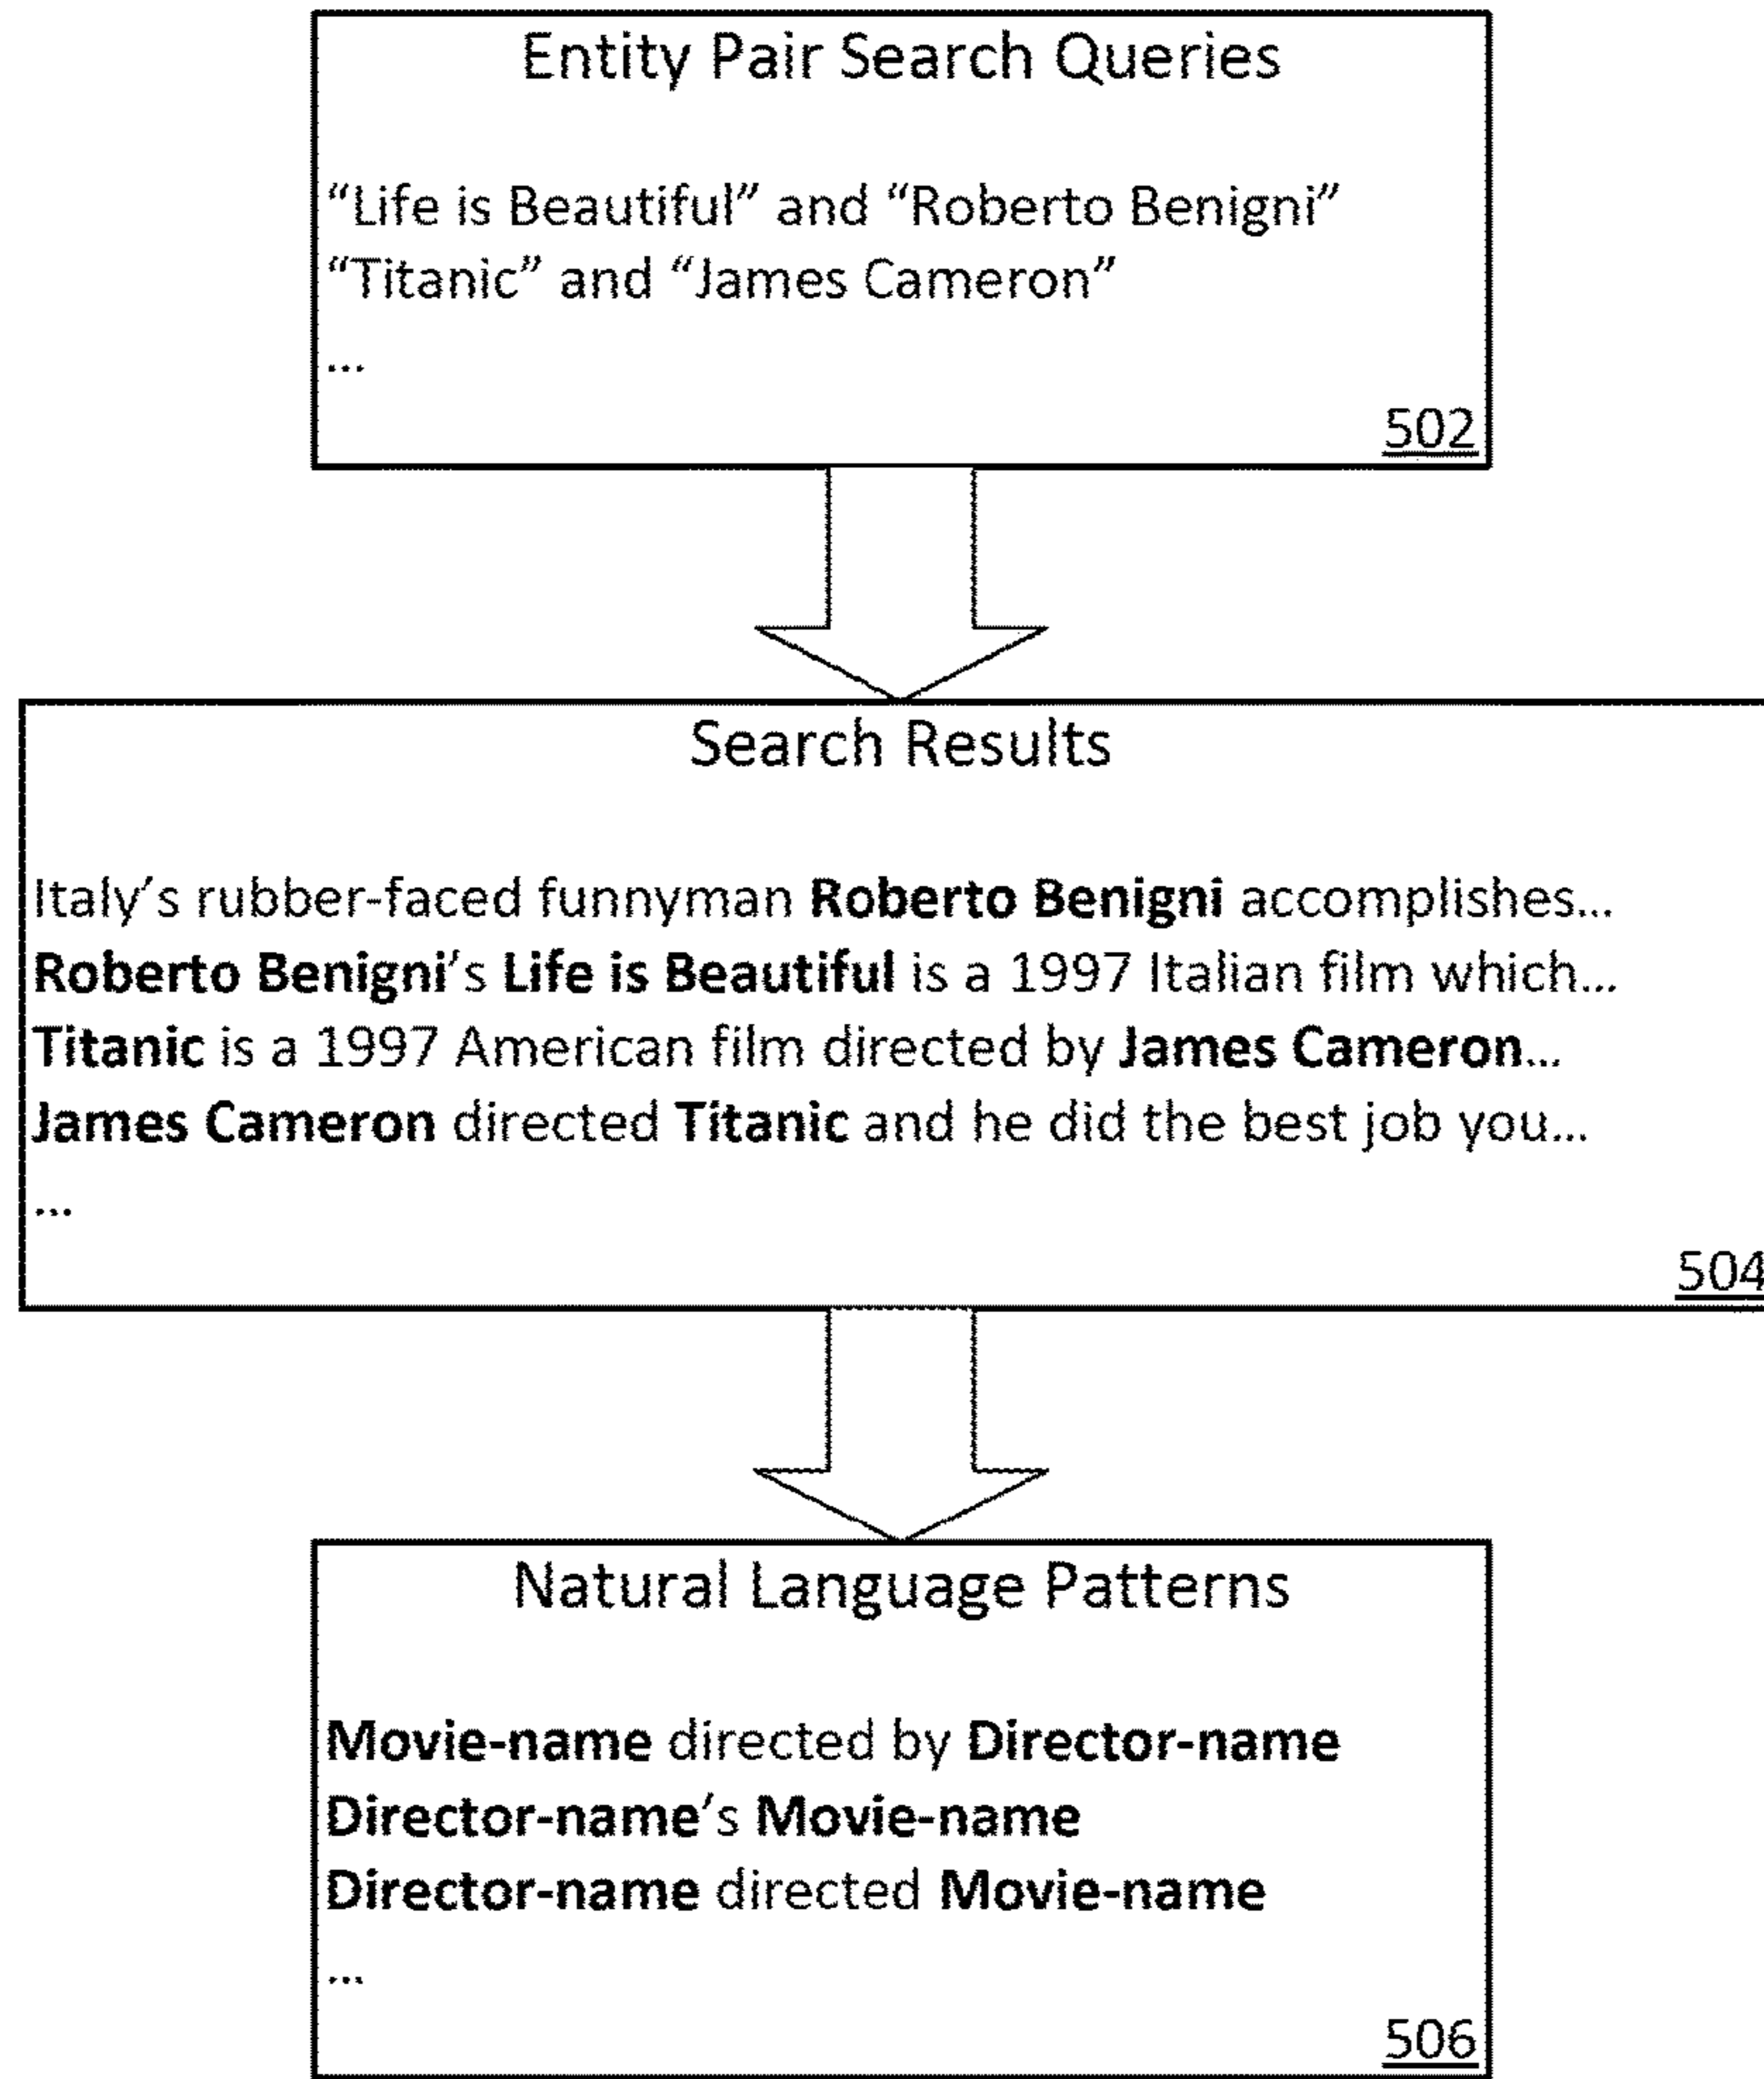 Entity Pair Search Queries
“Life is Beautiful” and “Roberto Benigni”
“Titanic” and “James Cameron”
...
502
Search Results
Italy’s rubber-faced funnyman Roberto Benigni accomplishes...
Roberto Benigni’s Life is Beautiful is a 1997 Italian film which...
Titanic is a 1997 American film directed by James Cameron...
James Cameron directed Titanic and he did the best job you...
...
504
Natural Language Patterns
Movie-name directed by Director-name
Director-name’s Movie-name
Director-name directed Movie-name
...
506